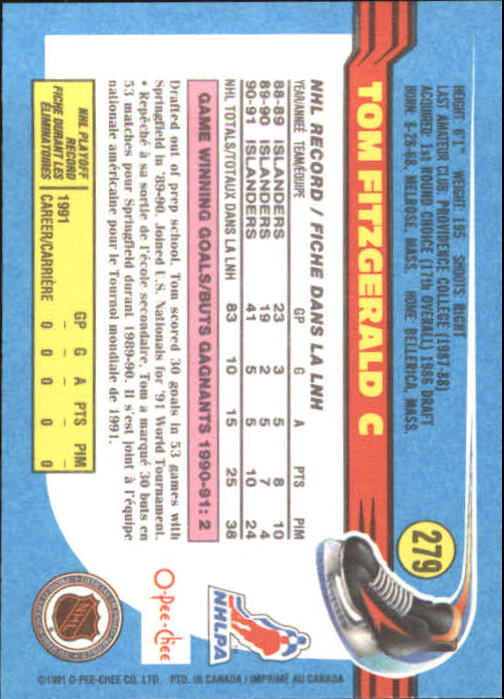 279
TOM FITZGERALD C
HEIGHT: 6'1" WEIGHT: 195 SHOOTS: RIGHT
LAST AMATEUR CLUB: PROVIDENCE COLLEGE (1987-88)
ACQUIRED: 1st ROUND CHOICE (17th OVERALL) 1986 DRAFT
BORN: 8-28-68, MELROSE, MASS. HOME: BELLERICA, MASS.
NHL RECORD / FICHE DANS LA LNH
YEAR/ANNÉE TEAM/ÉQUIPE GP G A PTS PIM
88-89 ISLANDERS 23 3 5 8 10
89-90 ISLANDERS 19 2 5 7 4
90-91 ISLANDERS 41 5 5 10 24
NHL TOTALS/TOTAUX DANS LA LNH 83 10 15 25 38
GAME WINNING GOALS/BUTS GAGNANTS 1990-91: 2
Drafted out of prep school. Tom scored 30 goals in 53 games with
Springfield in '89-90. Joined U.S. Nationals for '91 World Tournament.
• Repêché à sa sortie de l'école secondaire, Tom a marqué 30 buts en
53 matches pour Springfield durant 1989-90. Il s'est joint à l'équipe
nationale américaine pour le Tournoi mondiale de 1991.
NHL PLAYOFF
RECORD
FICHE DURANT LES
ÉLIMINATOIRES
GP G A PTS PIM
1991 – – – – –
CAREER/CARRIÈRE 0 0 0 0 0
NHLPA
O-Pee-Chee
NHL
©1991 O-PEE-CHEE CO. LTD. PTD. IN CANADA / IMPRIMÉ AU CANADA